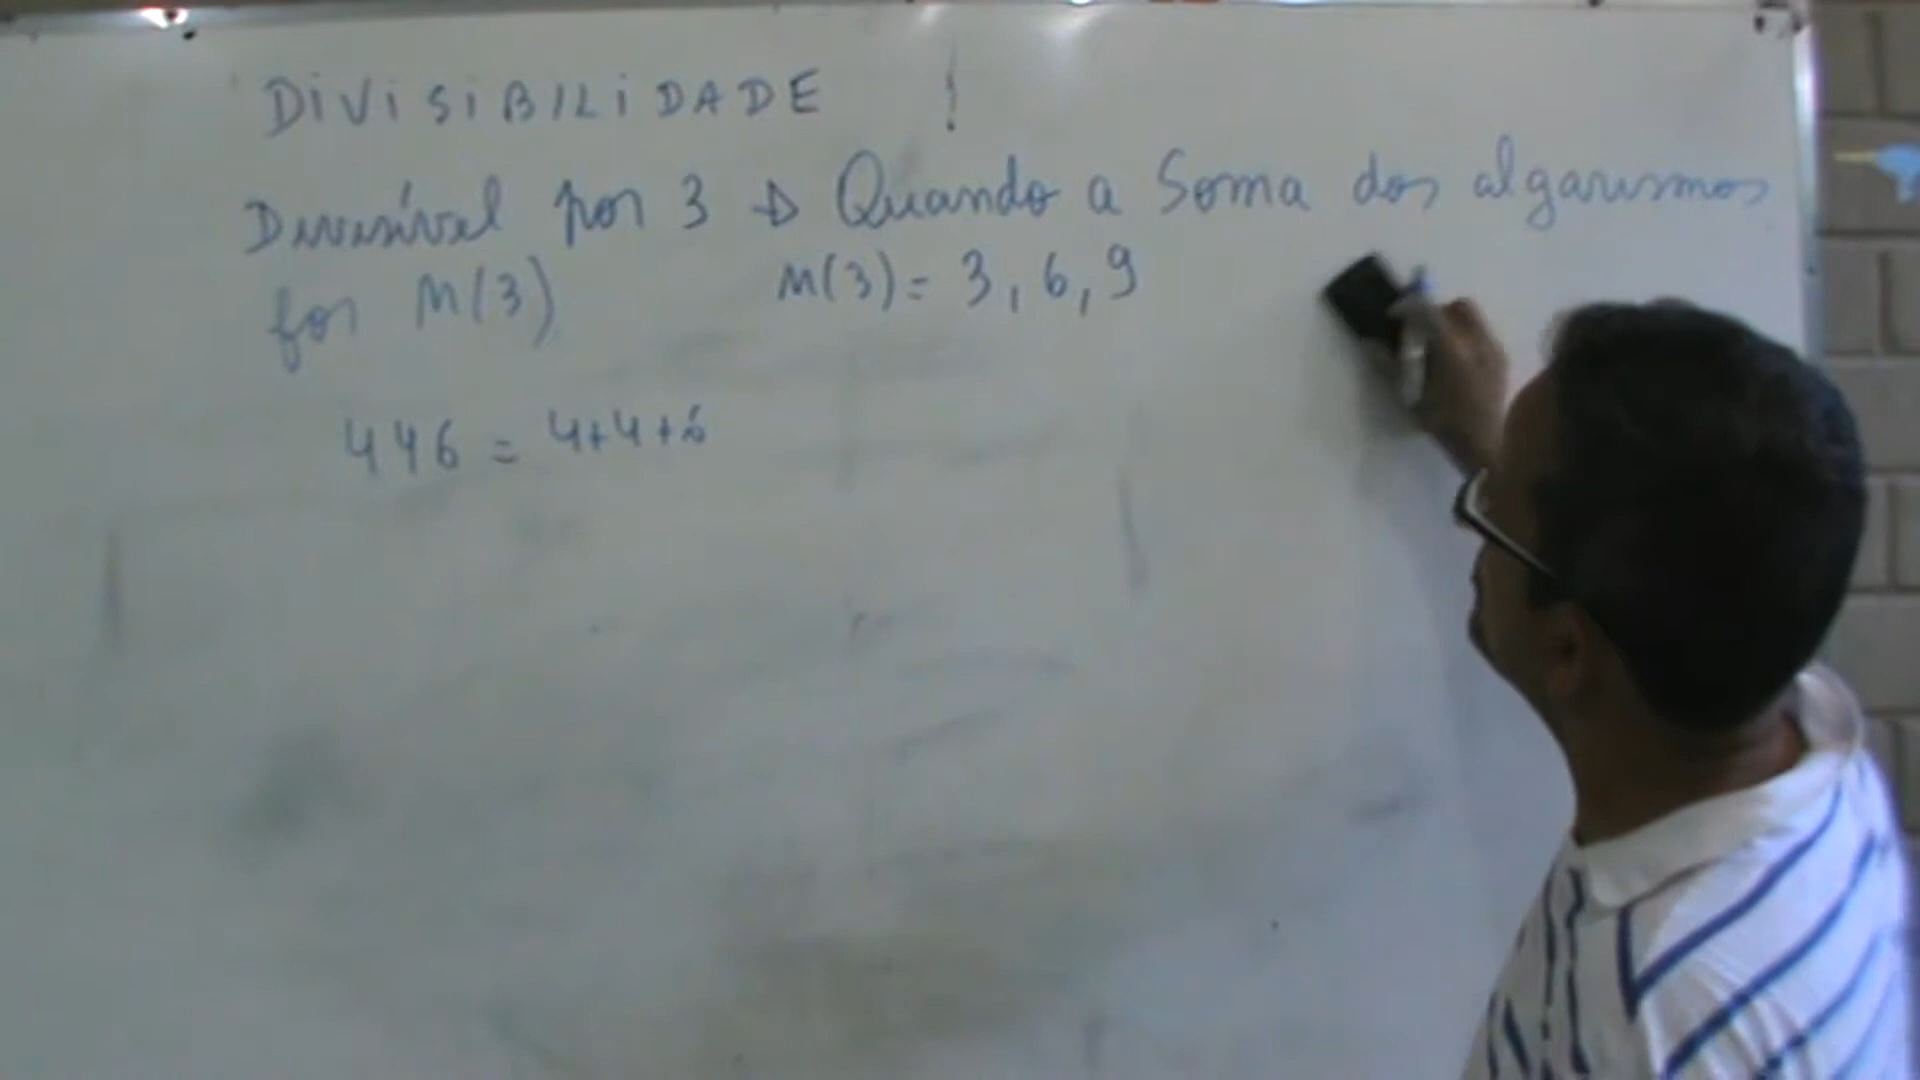 DIVISIBILIDADE !
Divisível por 3 → Quando a Soma dos algarismos
for M(3) M(3) = 3, 6, 9
446 = 4+4+6